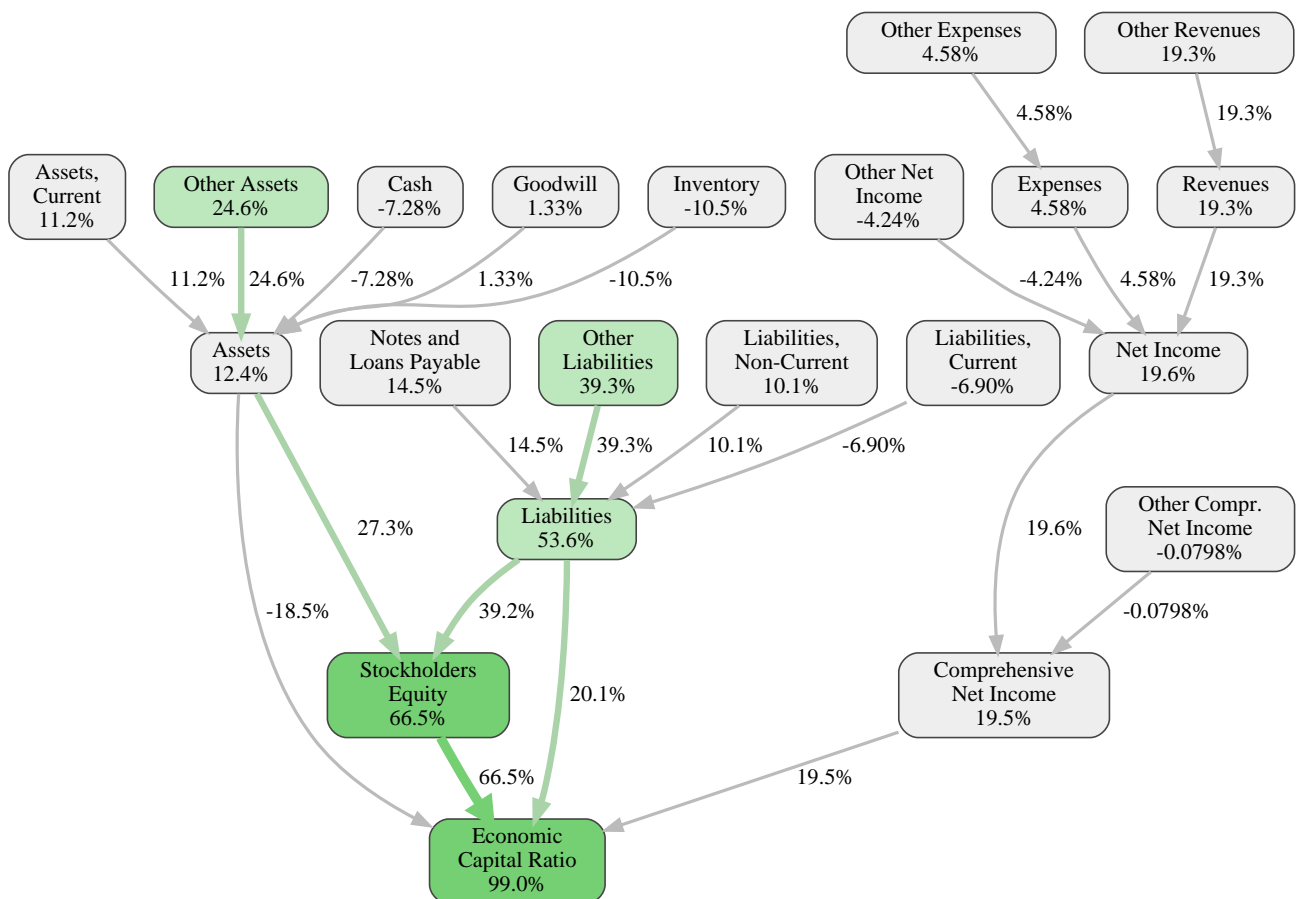 Other Expenses
4.58%
Other Revenues
19.3%
4.58%
19.3%
Assets,
Current
11.2%
Other Assets
24.6%
Cash
-7.28%
Goodwill
1.33%
Inventory
-10.5%
Other Net
Income
-4.24%
Expenses
4.58%
Revenues
19.3%
11.2%
24.6%
-7.28%
1.33%
-10.5%
-4.24%
4.58%
19.3%
Assets
12.4%
Notes and
Loans Payable
14.5%
Other
Liabilities
39.3%
Liabilities,
Non-Current
10.1%
Liabilities,
Current
-6.90%
Net Income
19.6%
14.5%
39.3%
10.1%
-6.90%
Liabilities
53.6%
27.3%
19.6%
Other Compr.
Net Income
-0.0798%
-18.5%
39.2%
-0.0798%
Stockholders
Equity
66.5%
20.1%
Comprehensive
Net Income
19.5%
66.5%
19.5%
Economic
Capital Ratio
99.0%